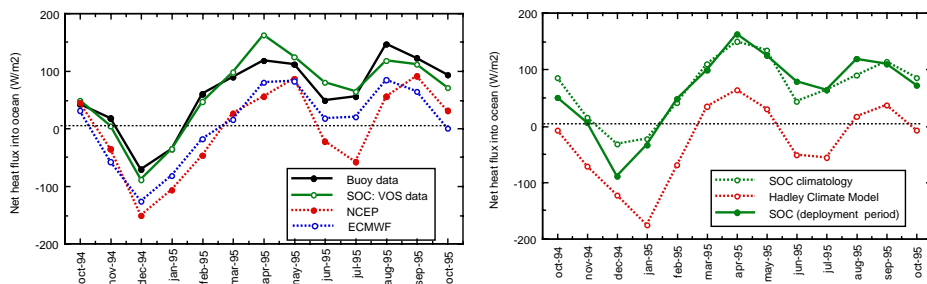 Net heat flux into ocean (W/m2)
200
100
0
-100
-200
Buoy data
SOC: VOS data
NCEP
ECMWF
oct-94
nov-94
dec-94
jan-95
feb-95
mar-95
apr-95
may-95
jun-95
jul-95
aug-95
sep-95
oct-95
Net heat flux into ocean (W/m2)
200
100
0
-100
-200
SOC climatology
Hadley Climate Model
SOC (deployment period)
oct-94
nov-94
dec-94
jan-95
feb-95
mar-95
apr-95
may-95
jun-95
jul-95
aug-95
sep-95
oct-95